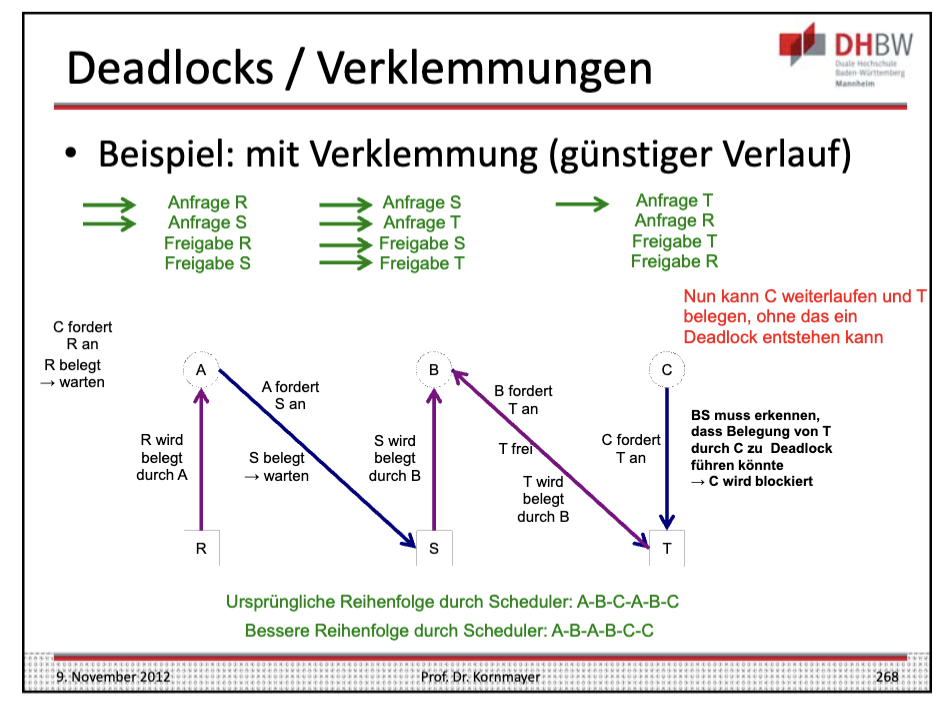 Deadlocks / Verklemmungen
DHBW
Duale Hochschule
Baden-Württemberg
Mannheim
• Beispiel: mit Verklemmung (günstiger Verlauf)
Anfrage R
Anfrage S
Freigabe R
Freigabe S
Anfrage S
Anfrage T
Freigabe S
Freigabe T
Anfrage T
Anfrage R
Freigabe T
Freigabe R
Nun kann C weiterlaufen und T
belegen, ohne das ein
Deadlock entstehen kann
C fordert
R an
R belegt
→ warten
A
B
C
A fordert
S an
B fordert
T an
R wird
belegt
durch A
S belegt
→ warten
S wird
belegt
durch B
T frei
T wird
belegt
durch B
C fordert
T an
BS muss erkennen,
dass Belegung von T
durch C zu Deadlock
führen könnte
→ C wird blockiert
R
S
T
Ursprüngliche Reihenfolge durch Scheduler: A-B-C-A-B-C
Bessere Reihenfolge durch Scheduler: A-B-A-B-C-C
9. November 2012
Prof. Dr. Kornmayer
268